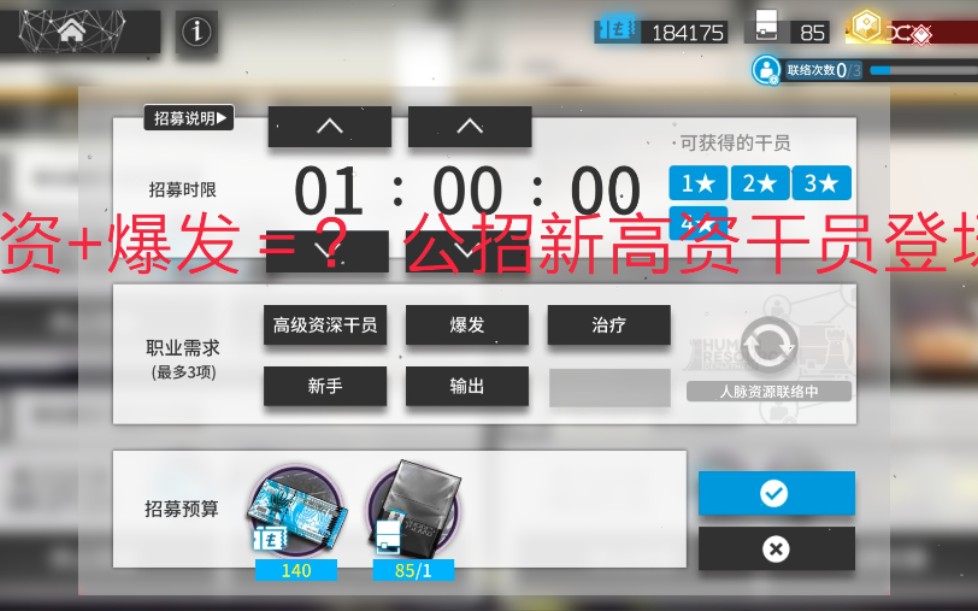 184175
85
联络次数0/3
招募说明▶
可获得的干员
招募时限
01 : 00 : 00
1★ 2★ 3★
4★
资+爆发=？ 公招新高资干员登场
职业需求
(最多3项)
高级资深干员 爆发 治疗
新手 输出
HUMAN
RESOURCE
人脉资源联络中
招募预算
140
85/1